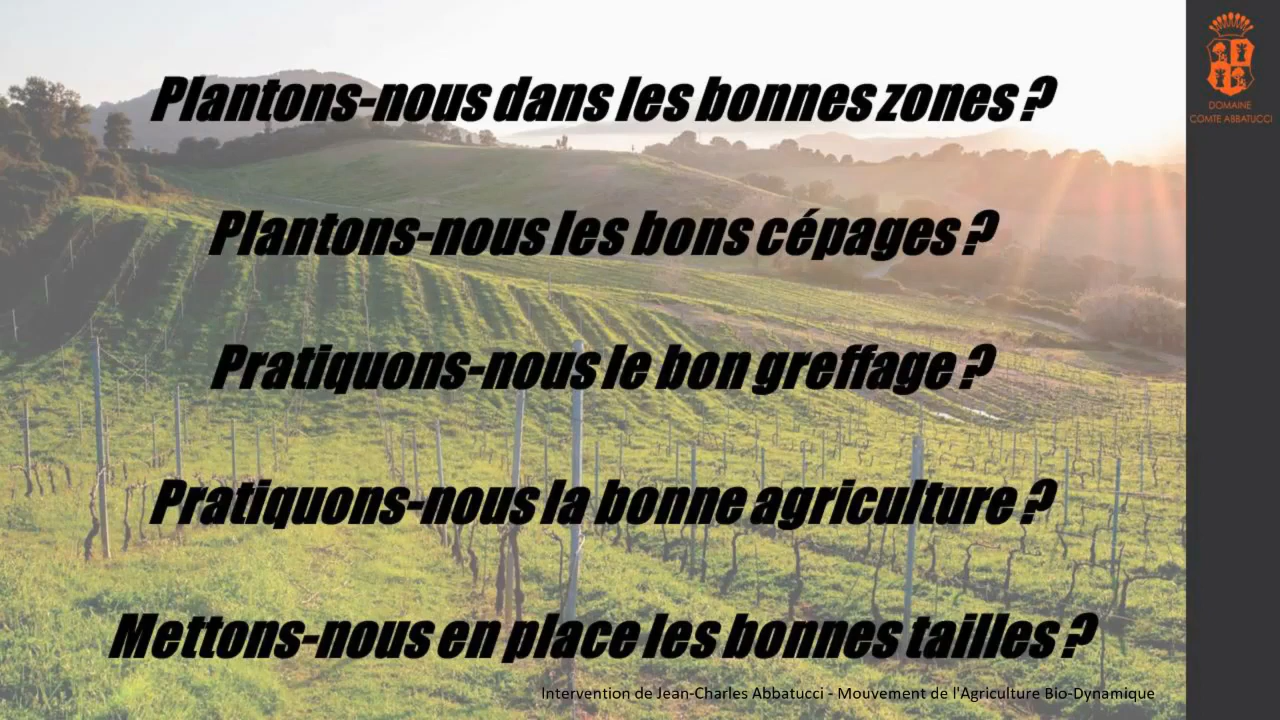 Plantons-nous dans les bonnes zones ?
DOMAINE
COMTE ABBATUCCI
Plantons-nous les bons cépages ?
Pratiquons-nous le bon greffage ?
Pratiquons-nous la bonne agriculture ?
Mettons-nous en place les bonnes tailles ?
Intervention de Jean-Charles Abbatucci - Mouvement de l'Agriculture Bio-Dynamique